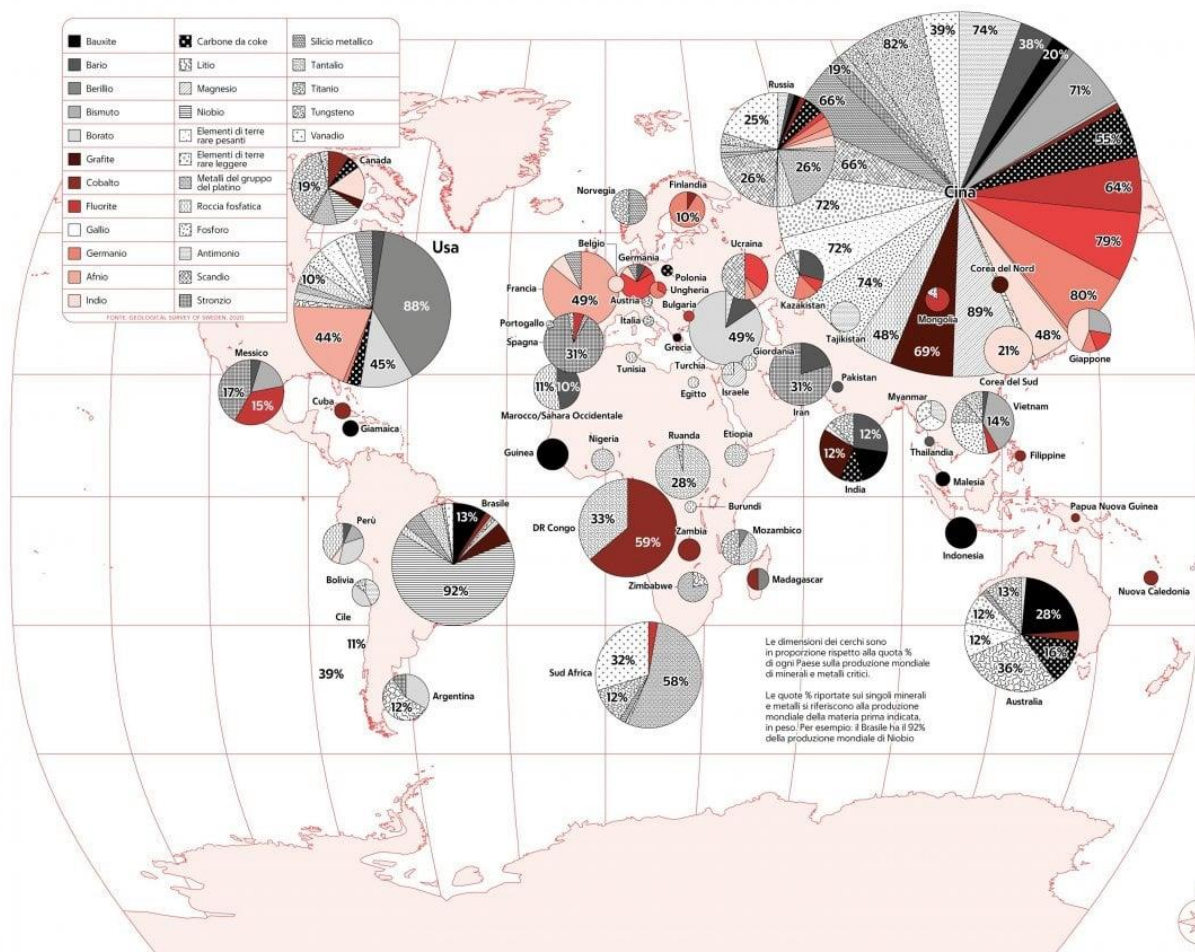 Bauxite
Bario
Berillio
Bismuto
Borato
Grafite
Cobalto
Fluorite
Gallio
Germanio
Afnio
Indio
Carbone da coke
Litio
Magnesio
Niobio
Elementi di terre
rare pesanti
Elementi di terre
rare leggere
Metalli del gruppo
del platino
Roccia fosfatica
Fosforo
Antimonio
Scandio
Stronzio
Silicio metallico
Tantalio
Titanio
Tungsteno
Vanadio
FONTE: GEOLOGICAL SURVEY OF SWEDEN, 2020
Canada
19%
Usa
10%
88%
44%
45%
Messico
17%
15%
Cuba
Giamaica
Perù
Bolivia
Cile
11%
39%
Argentina
12%
Brasile
13%
92%
Norvegia
Finlandia
10%
Belgio
Germania
Polonia
Ungheria
Austria
Bulgaria
Italia
Grecia
Francia
49%
Portogallo
Spagna
31%
Ucraina
Turchia
49%
Giordania
Israele
Tunisia
Egitto
11%
10%
Marocco/Sahara Occidentale
Guinea
Nigeria
Ruanda
28%
Etiopia
Burundi
DR Congo
33%
59%
Zambia
Zimbabwe
Mozambico
Madagascar
Sud Africa
32%
12%
58%
Russia
25%
26%
26%
Kazakistan
Tajikistan
Iran
31%
Pakistan
India
12%
12%
Cina
74%
38%
20%
71%
55%
64%
79%
80%
48%
89%
69%
48%
74%
72%
72%
66%
66%
19%
82%
39%
4
Mongolia
Corea del Nord
21%
Corea del Sud
Giappone
Myanmar
Thailandia
Vietnam
14%
Filippine
Malesia
Indonesia
Papua Nuova Guinea
Nuova Caledonia
13%
28%
12%
12%
16%
36%
Australia
Le dimensioni dei cerchi sono
in proporzione rispetto alla quota %
di ogni Paese sulla produzione mondiale
di minerali e metalli critici.
Le quote % riportate sui singoli minerali
e metalli si riferiscono alla produzione
mondiale della materia prima indicata,
in peso. Per esempio: il Brasile ha il 92%
della produzione mondiale di Niobio